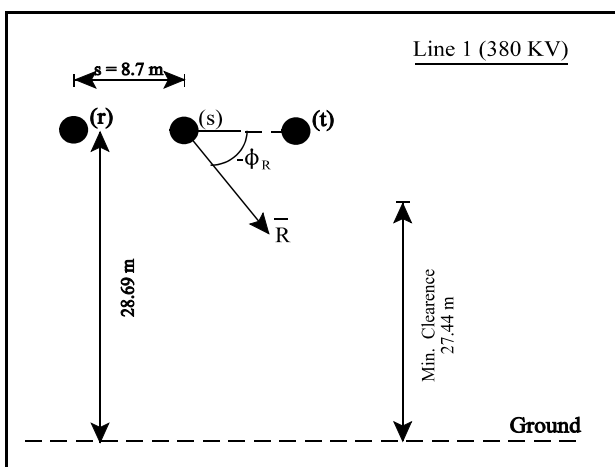 Line 1 (380 KV)
s = 8.7 m
(r)
(s)
(t)
-ϕR
R̅
28.69 m
Min. Clearence
27.44 m
Ground